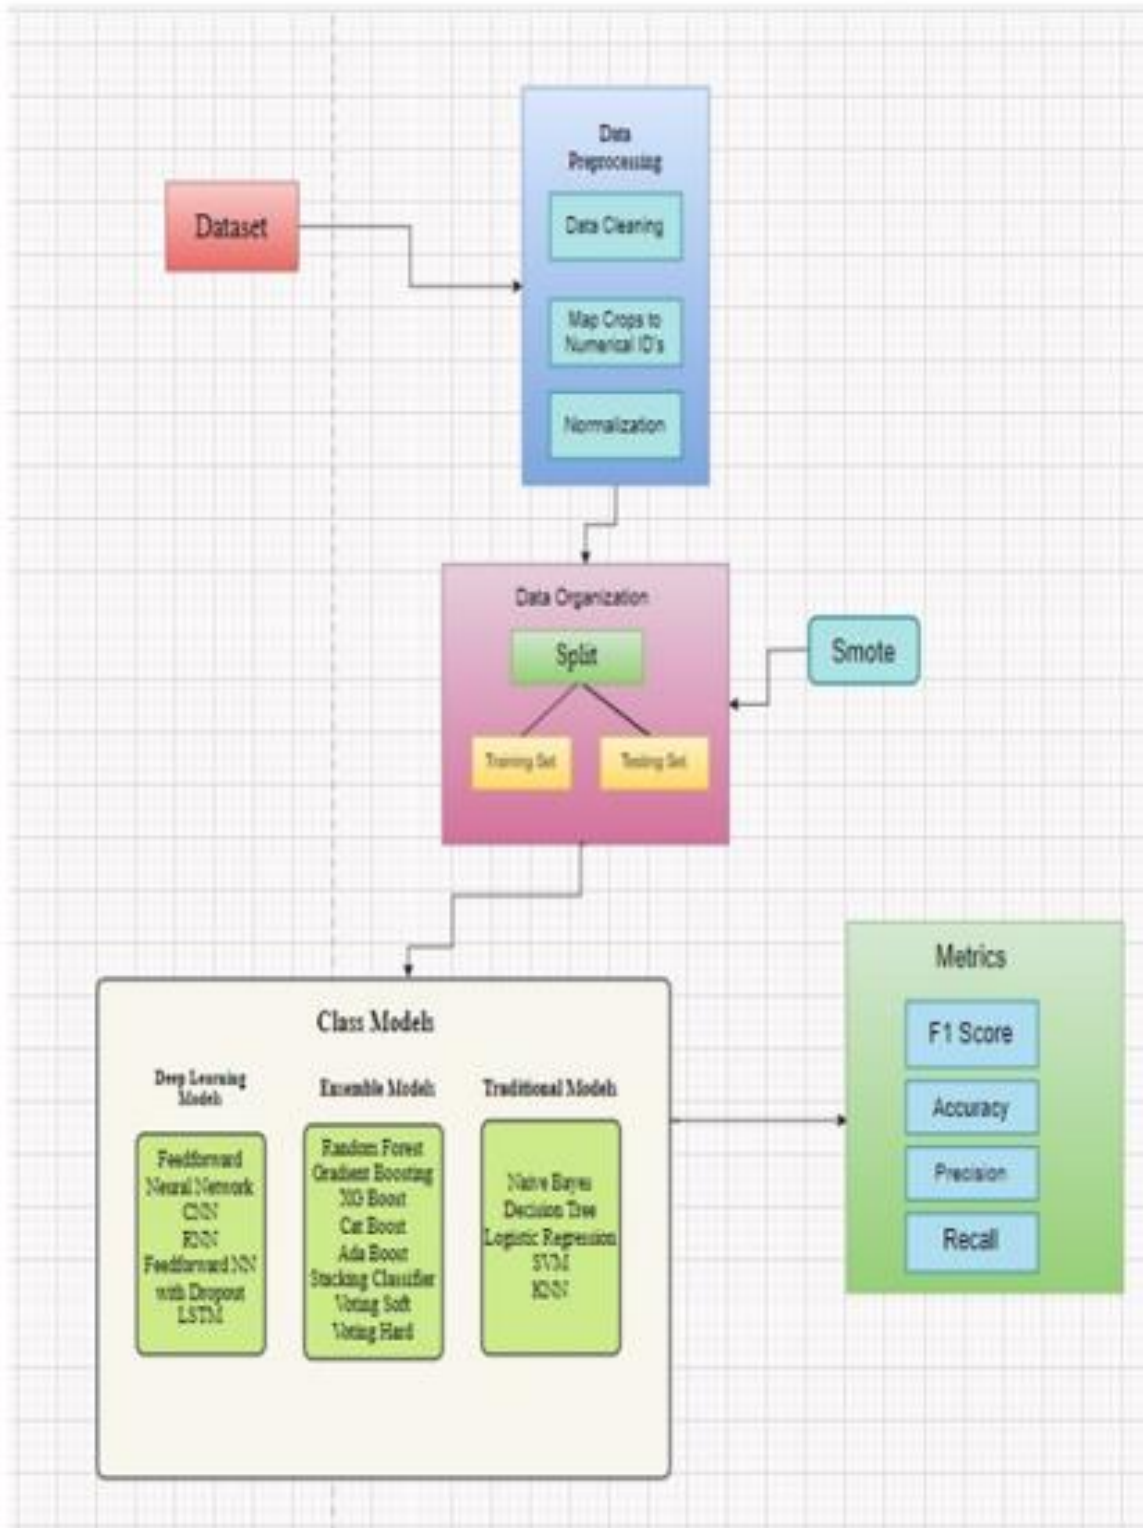 Dataset
Data
Preprocessing
Data Cleaning
Map Crops to
Numerical ID's
Normalization
Data Organization
Split
Training Set
Testing Set
Smote
Class Models
Deep Learning
Models
Feedforward
Neural Network
CNN
RNN
Feedforward NN
with Dropout
LSTM
Ensemble Models
Random Forest
Gradient Boosting
XG Boost
Cat Boost
Ada Boost
Stacking Classifier
Voting Soft
Voting Hard
Traditional Models
Naive Bayes
Decision Tree
Logistic Regression
SVM
KNN
Metrics
F1 Score
Accuracy
Precision
Recall